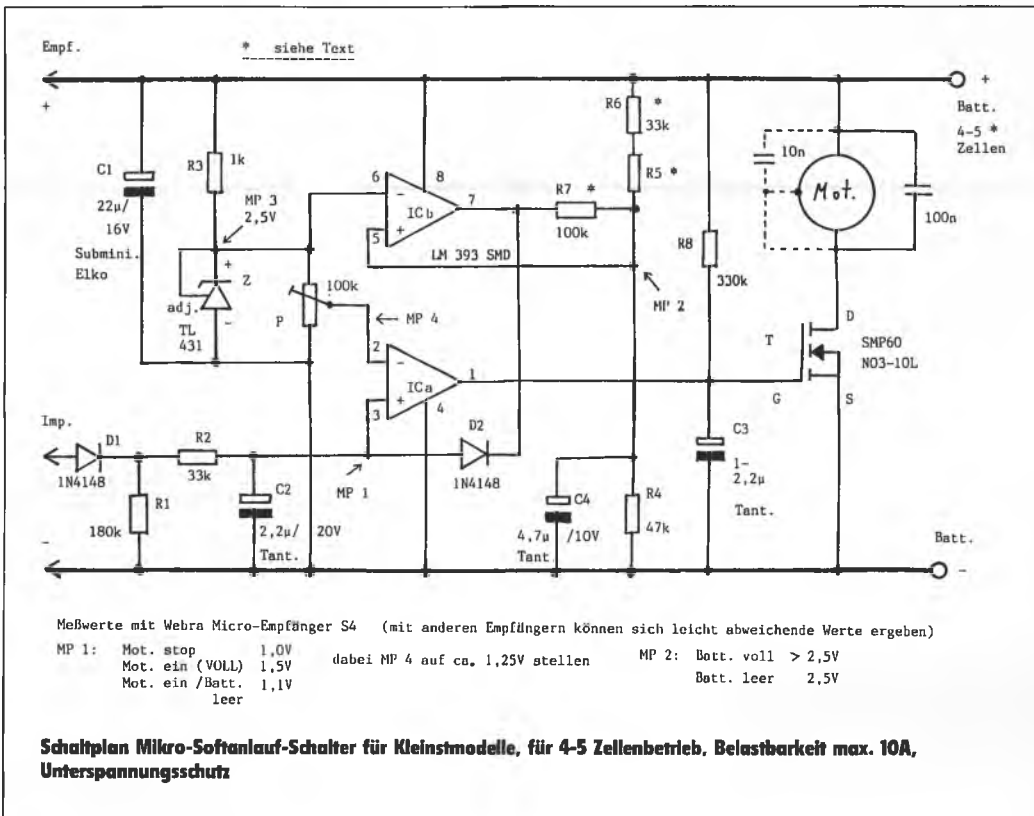 Empf.
* siehe Text
+
+
Batt.
4-5 *
Zellen
R6 *
33k
R5 *
R3
1k
C1
22µ/
16V
Submini.
Elko
MP 3
2,5V
6
8
7
ICb
5
+
-
LM 393 SMD
R7 *
100k
10n
Mot.
100n
R8
330k
MP 2
+
Z
adj.
-
TL
431
100k
P
MP 4
2
-
1
ICa
+
3
4
T
D
SMP60
N03-10L
G
S
Imp.
D1
1N4148
R2
33k
D2
1N4148
MP 1
C2
2,2µ/ 20V
Tant.
R1
180k
C4
4,7µ /10V
Tant
R4
47k
C3
1-
2,2µ
Tant.
-
Batt.
-
Meßwerte mit Webra Micro-Empfänger S4 (mit anderen Empfängern können sich leicht abweichende Werte ergeben)
MP 1: Mot. stop 1,0V
Mot. ein (VOLL) 1,5V
Mot. ein /Batt. 1,1V
leer
dabei MP 4 auf ca. 1,25V stellen
MP 2: Batt. voll > 2,5V
Batt. leer 2,5V
Schaltplan Mikro-Softanlauf-Schalter für Kleinstmodelle, für 4-5 Zellenbetrieb, Belastbarkeit max. 10A,
Unterspannungsschutz